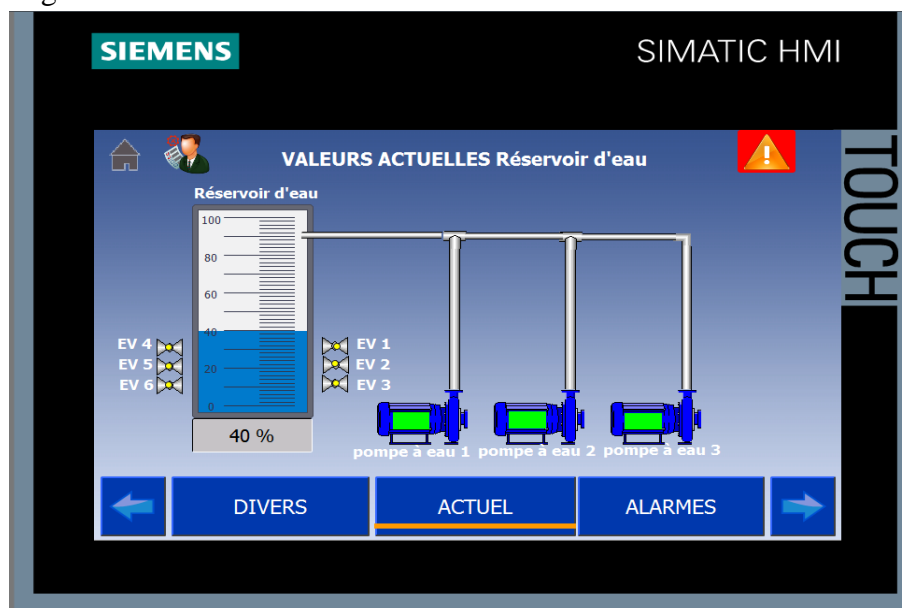 SIEMENS
SIMATIC HMI
TOUCH
VALEURS ACTUELLES Réservoir d'eau
Réservoir d'eau
100
80
60
40
20
0
EV 4
EV 5
EV 6
EV 1
EV 2
EV 3
40 %
pompe à eau 1
pompe à eau 2
pompe à eau 3
DIVERS
ACTUEL
ALARMES